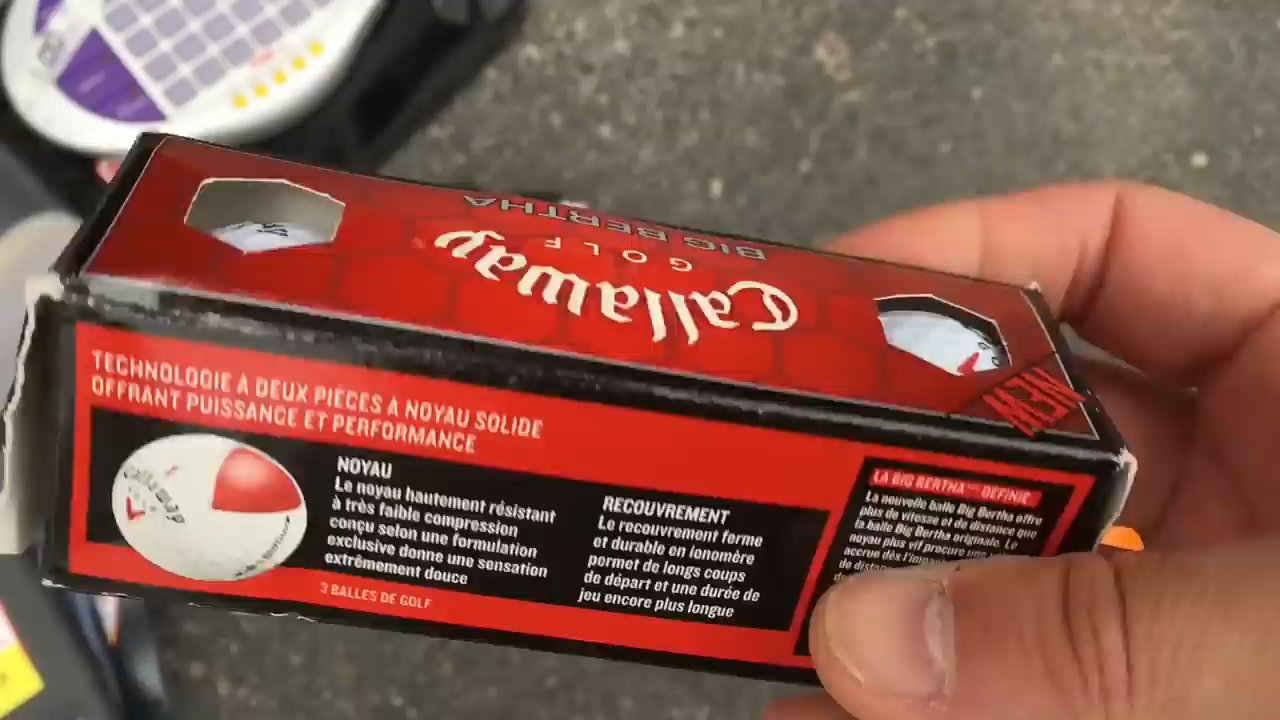 Callaway
GOLF
BIG BERTHA
NEW
TECHNOLOGIE À DEUX PIÈCES À NOYAU SOLIDE
OFFRANT PUISSANCE ET PERFORMANCE
NOYAU
Le noyau hautement résistant
à très faible compression
conçu selon une formulation
exclusive donne une sensation
extrêmement douce
RECOUVREMENT
Le recouvrement ferme
et durable en ionomère
permet de longs coups
de départ et une durée de
jeu encore plus longue
3 BALLES DE GOLF
LA BIG BERTHA™ DÉFINIE
La nouvelle balle Big Bertha offre
plus de vitesse et de distance que
la balle Big Bertha originale. Le
noyau plus vif procure une
accrue dès
de